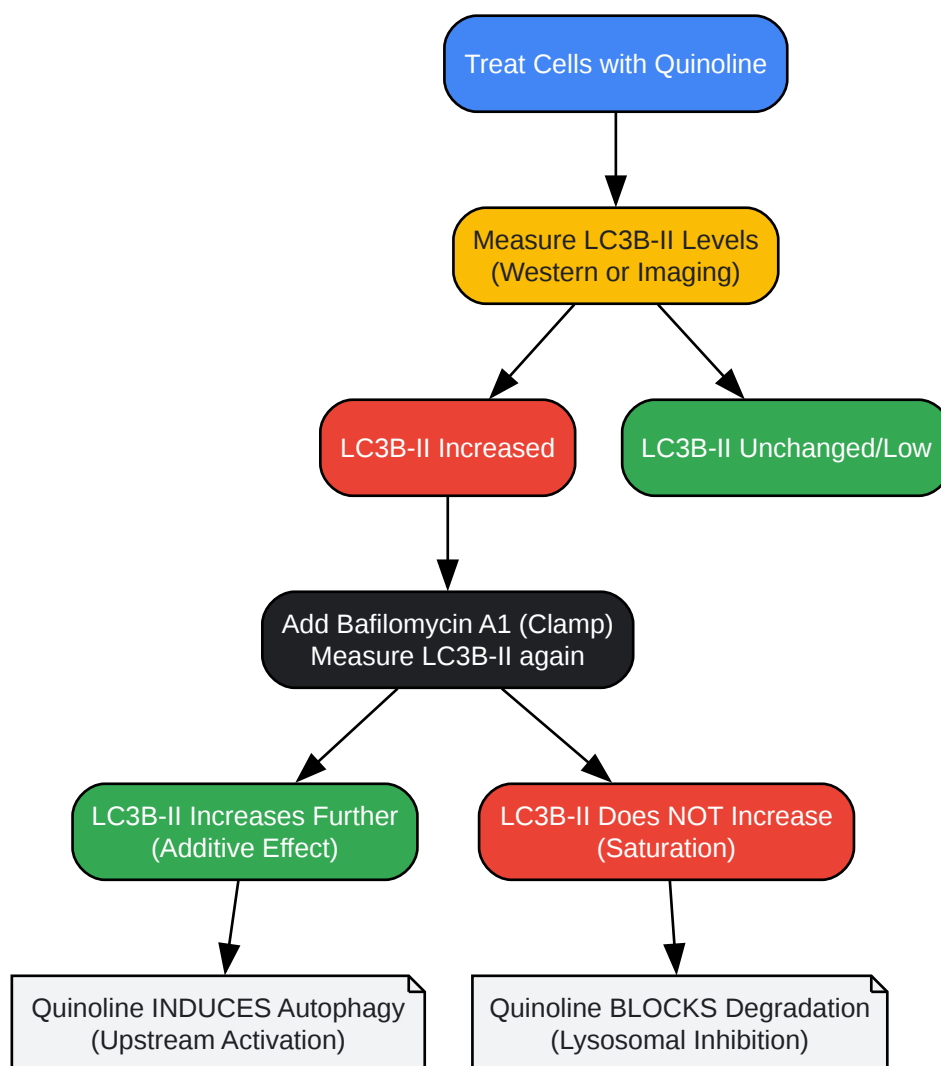 Treat Cells with Quinoline
Measure LC3B-II Levels
(Western or Imaging)
LC3B-II Increased
LC3B-II Unchanged/Low
Add Bafilomycin A1 (Clamp)
Measure LC3B-II again
LC3B-II Increases Further
(Additive Effect)
LC3B-II Does NOT Increase
(Saturation)
Quinoline INDUCES Autophagy
(Upstream Activation)
Quinoline BLOCKS Degradation
(Lysosomal Inhibition)